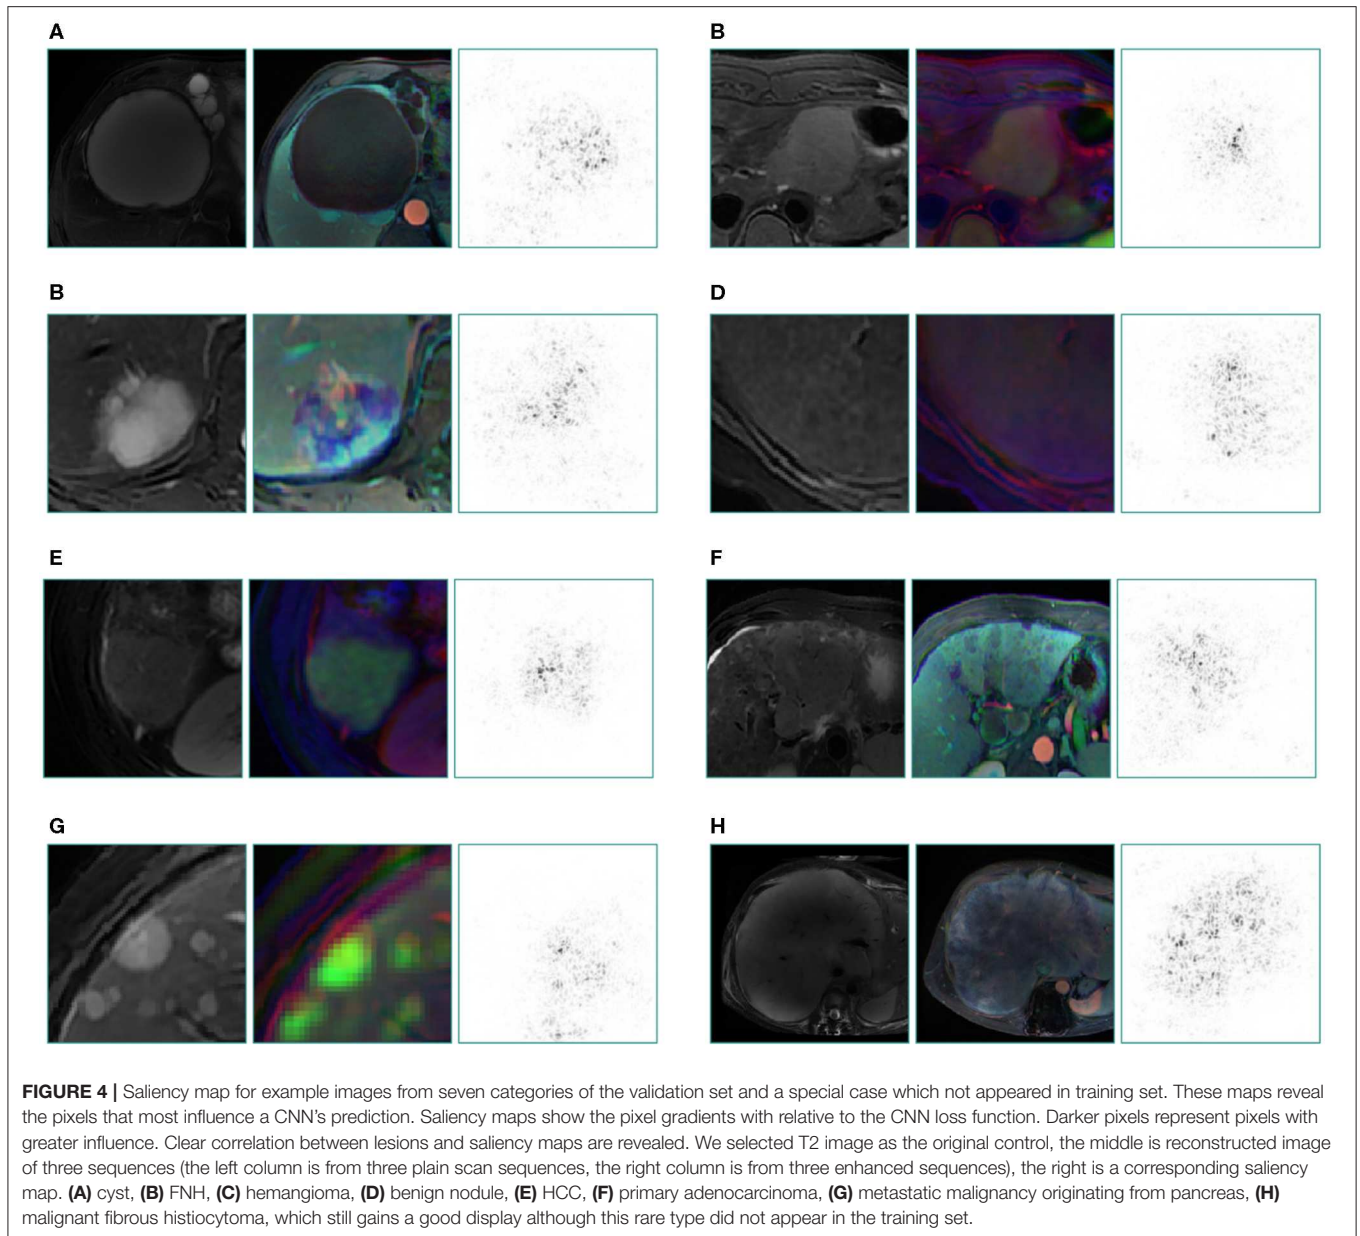 A
B
B
D
E
F
G
H
FIGURE 4 | Saliency map for example images from seven categories of the validation set and a special case which not appeared in training set. These maps reveal
the pixels that most influence a CNN's prediction. Saliency maps show the pixel gradients with relative to the CNN loss function. Darker pixels represent pixels with
greater influence. Clear correlation between lesions and saliency maps are revealed. We selected T2 image as the original control, the middle is reconstructed image
of three sequences (the left column is from three plain scan sequences, the right column is from three enhanced sequences), the right is a corresponding saliency
map. (A) cyst, (B) FNH, (C) hemangioma, (D) benign nodule, (E) HCC, (F) primary adenocarcinoma, (G) metastatic malignancy originating from pancreas, (H)
malignant fibrous histiocytoma, which still gains a good display although this rare type did not appear in the training set.